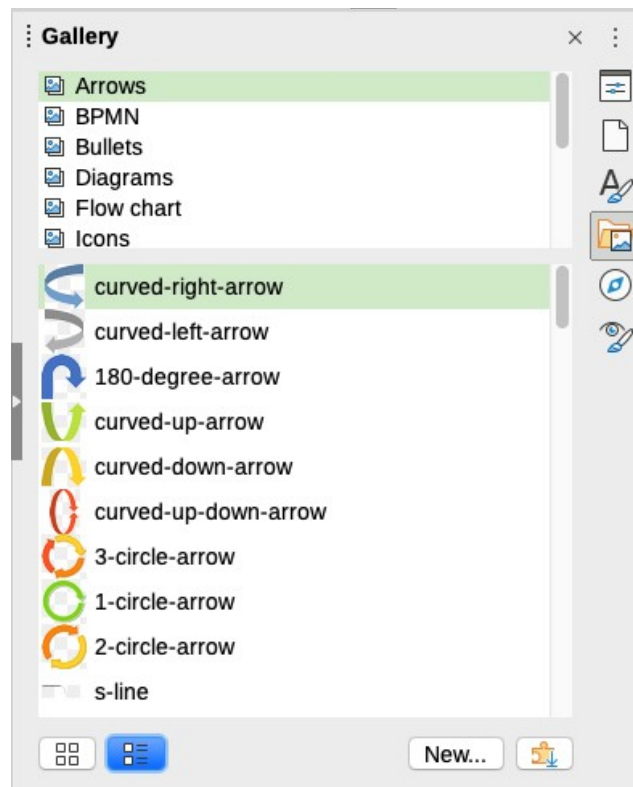 Gallery
Arrows
BPMN
Bullets
Diagrams
Flow chart
Icons
curved-right-arrow
curved-left-arrow
180-degree-arrow
curved-up-arrow
curved-down-arrow
curved-up-down-arrow
3-circle-arrow
1-circle-arrow
2-circle-arrow
s-line
New...